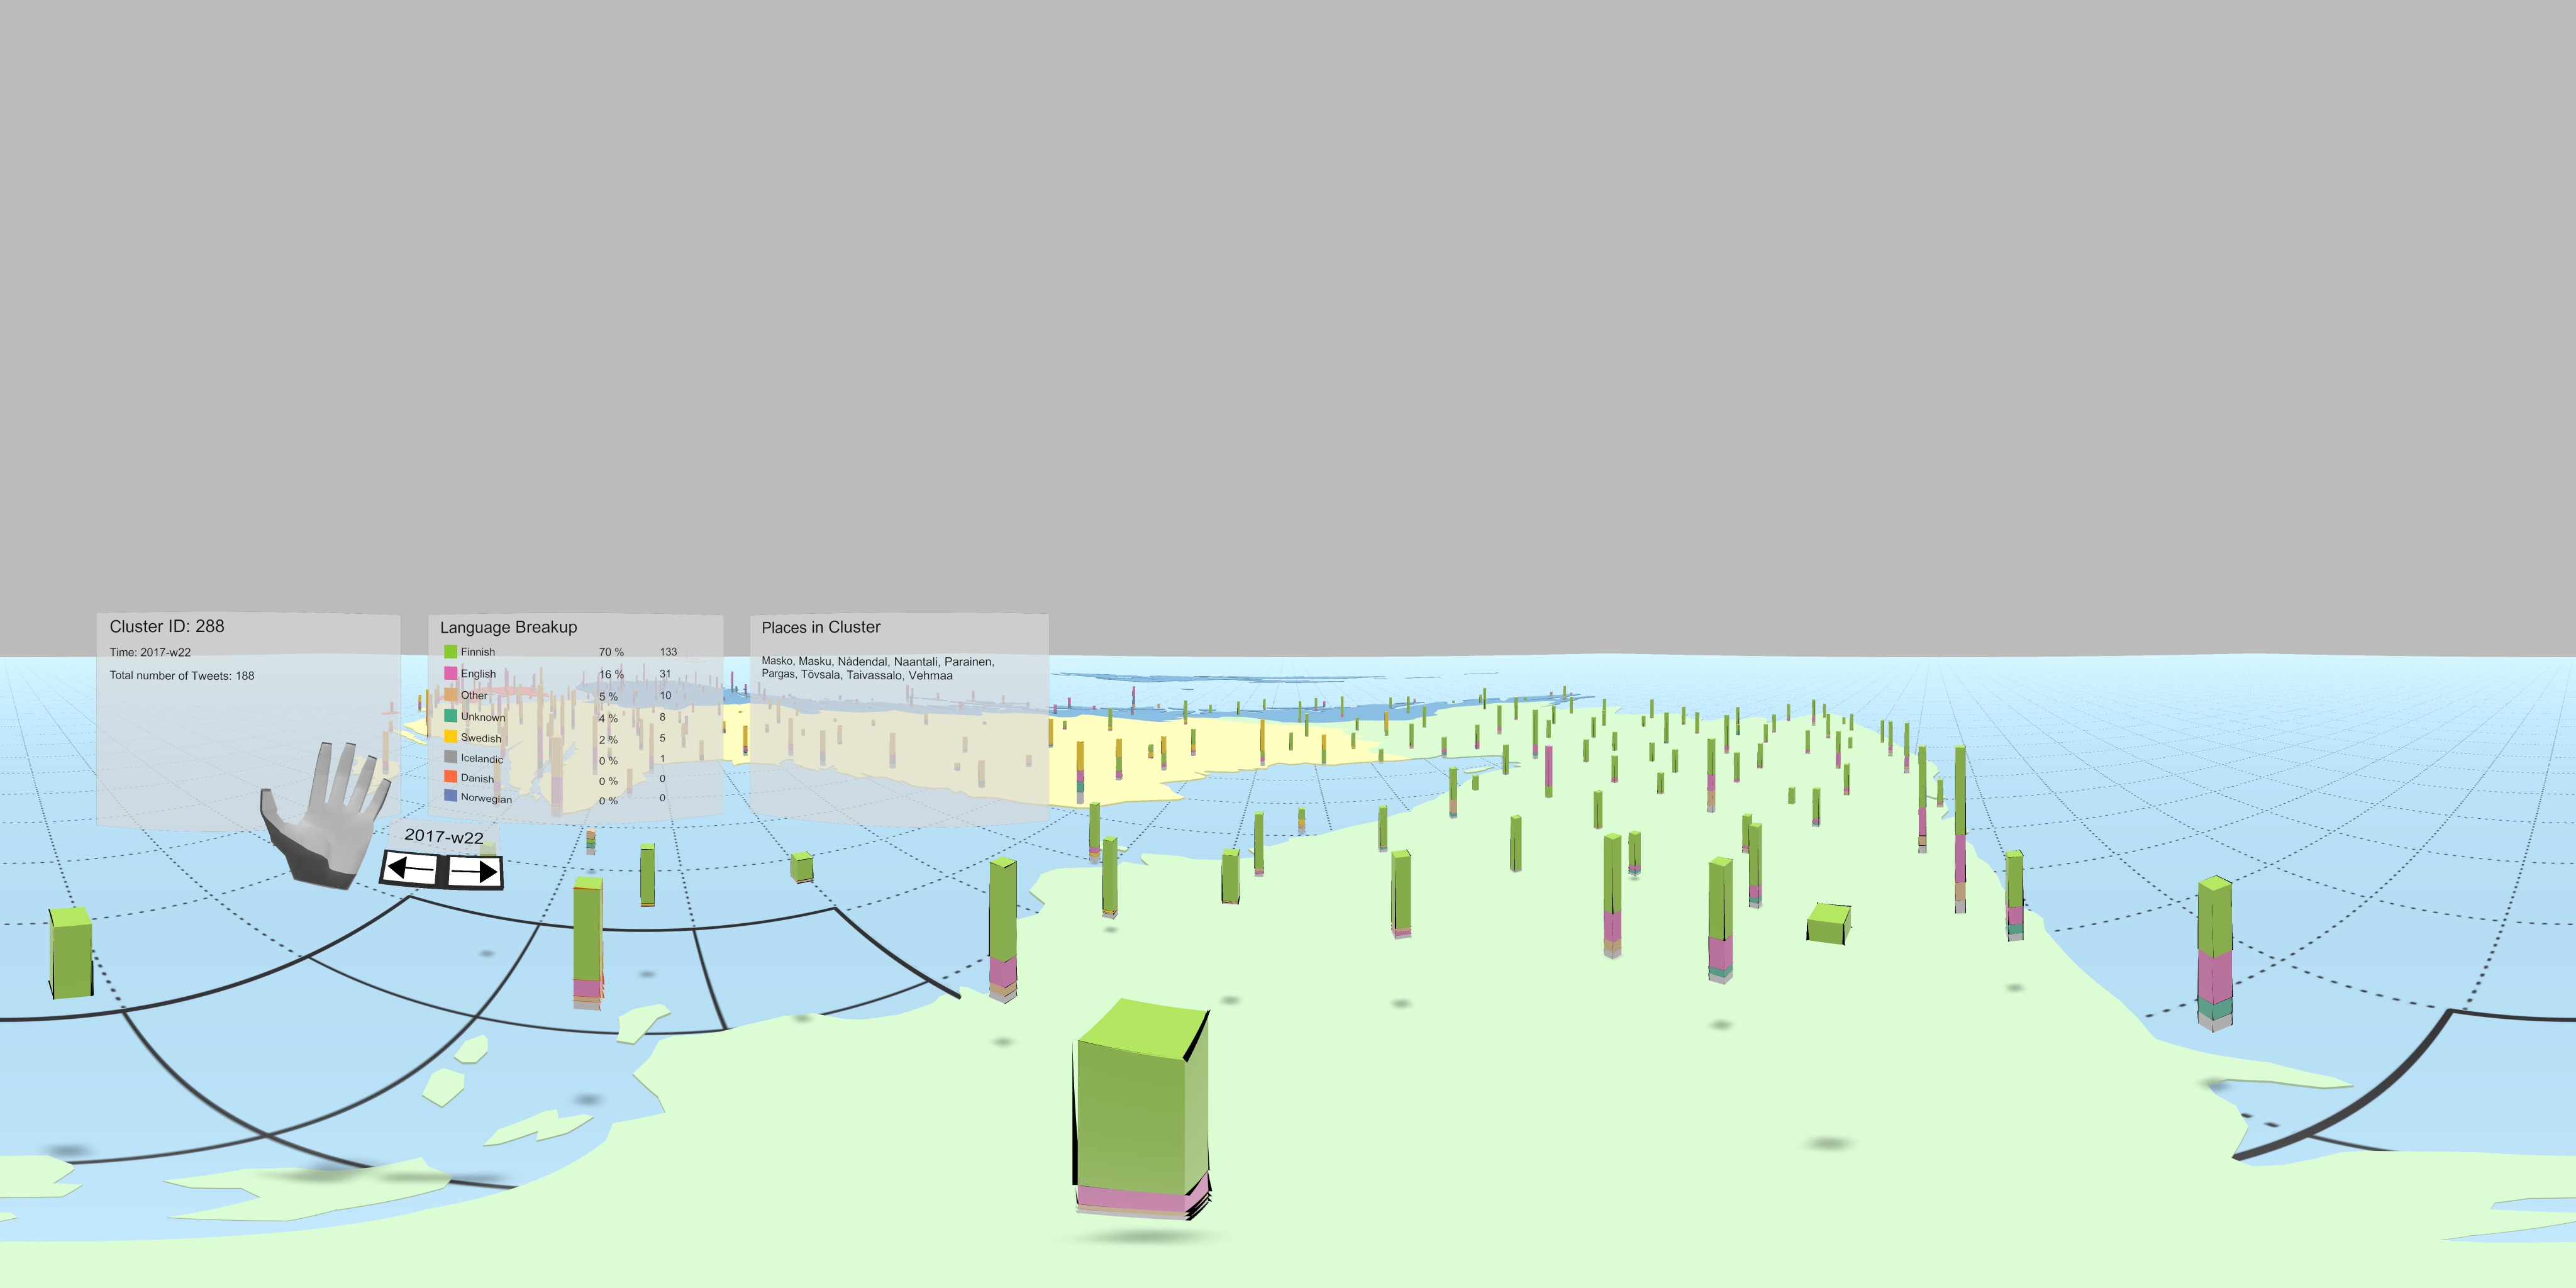 Cluster ID: 288
Time: 2017-w22
Total number of Tweets: 188
Language Breakup
Finnish 70 % 133
English 16 % 31
Other 5 % 10
Unknown 4 % 8
Swedish 2 % 5
Icelandic 0 % 1
Danish 0 % 0
Norwegian 0 % 0
Places in Cluster
Masko, Masku, Nådendal, Naantali, Parainen,
Pargas, Tövsala, Taivassalo, Vehmaa
2017-w22